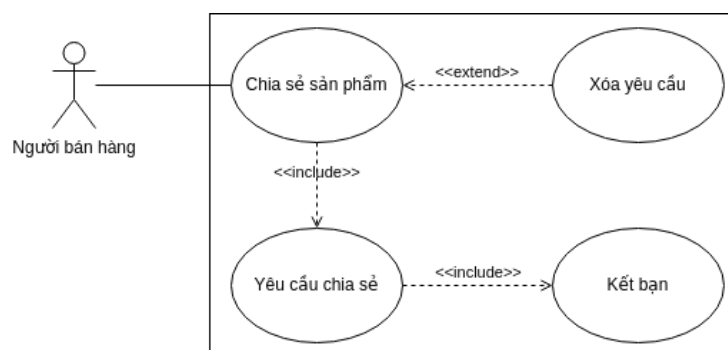 Chia sẻ sản phẩm
<<extend>>
Xóa yêu cầu
Người bán hàng
<<include>>
Yêu cầu chia sẻ
<<include>>
Kết bạn